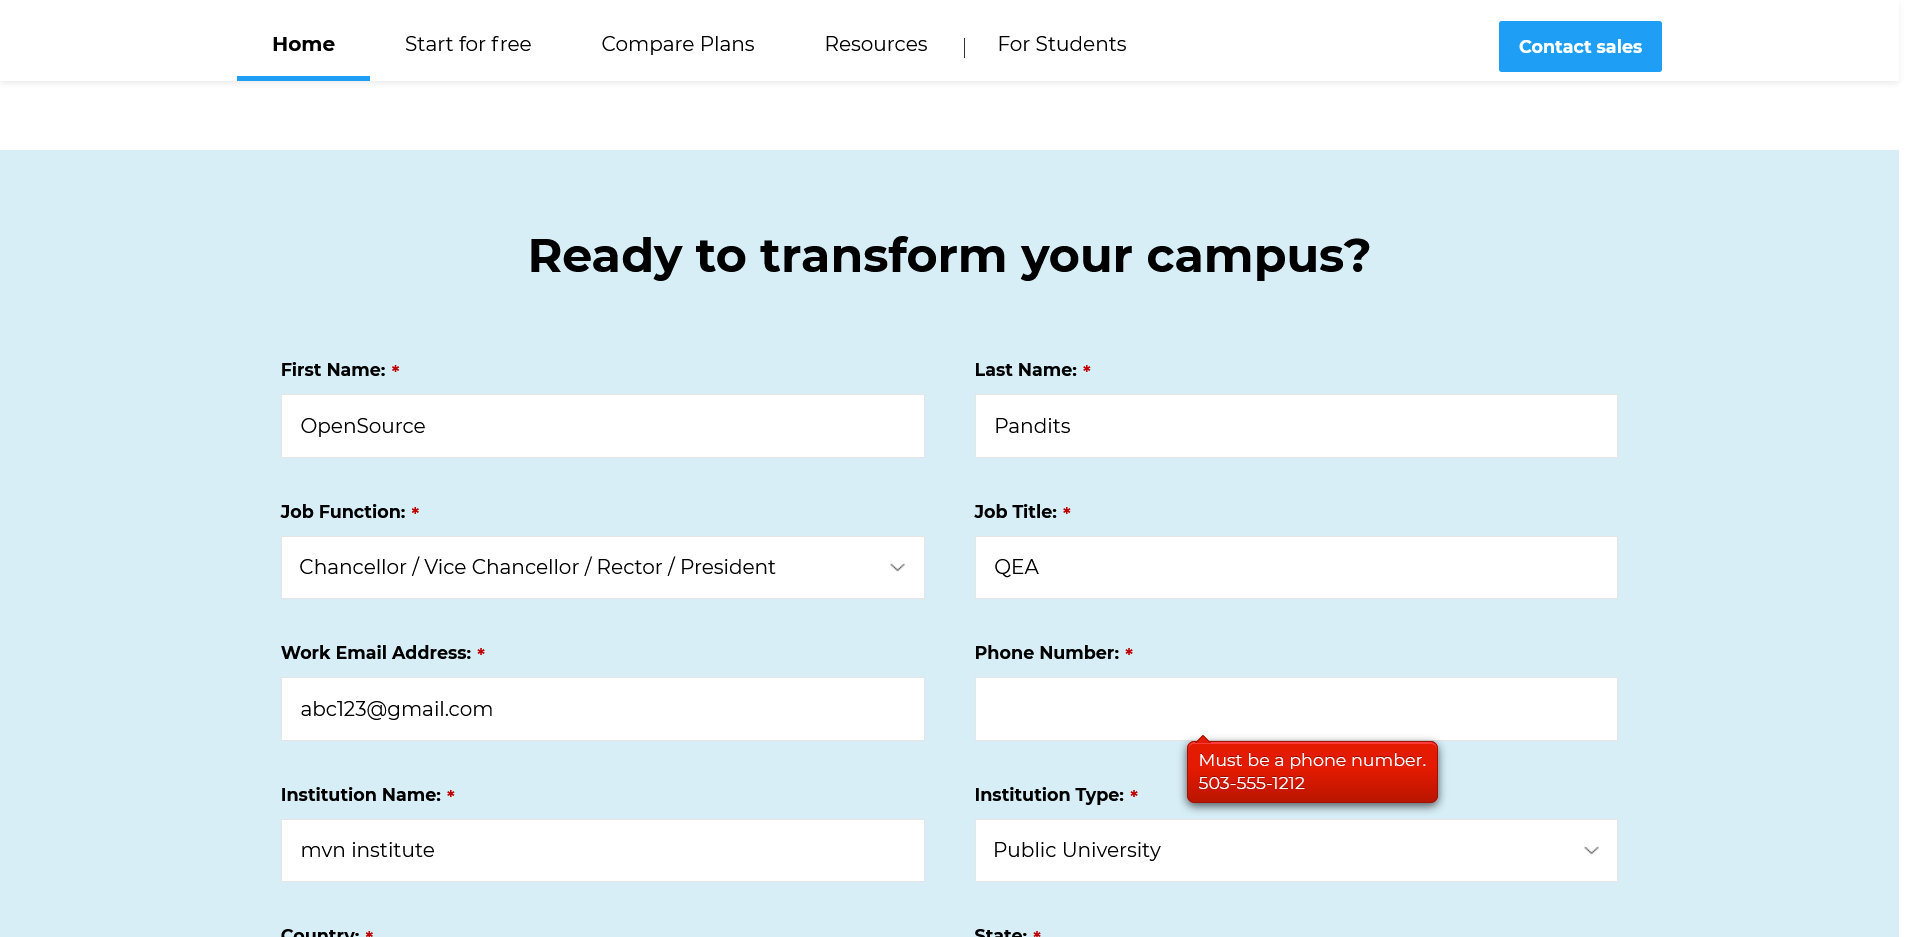 Home Start for free Compare Plans Resources | For Students Contact sales
Ready to transform your campus?
First Name: * Last Name: *
OpenSource Pandits
Job Function: * Job Title: *
Chancellor / Vice Chancellor / Rector / President QEA
Work Email Address: * Phone Number: *
abc123@gmail.com
Must be a phone number.
503-555-1212
Institution Name: * Institution Type: *
mvn institute Public University
Country: * State: *